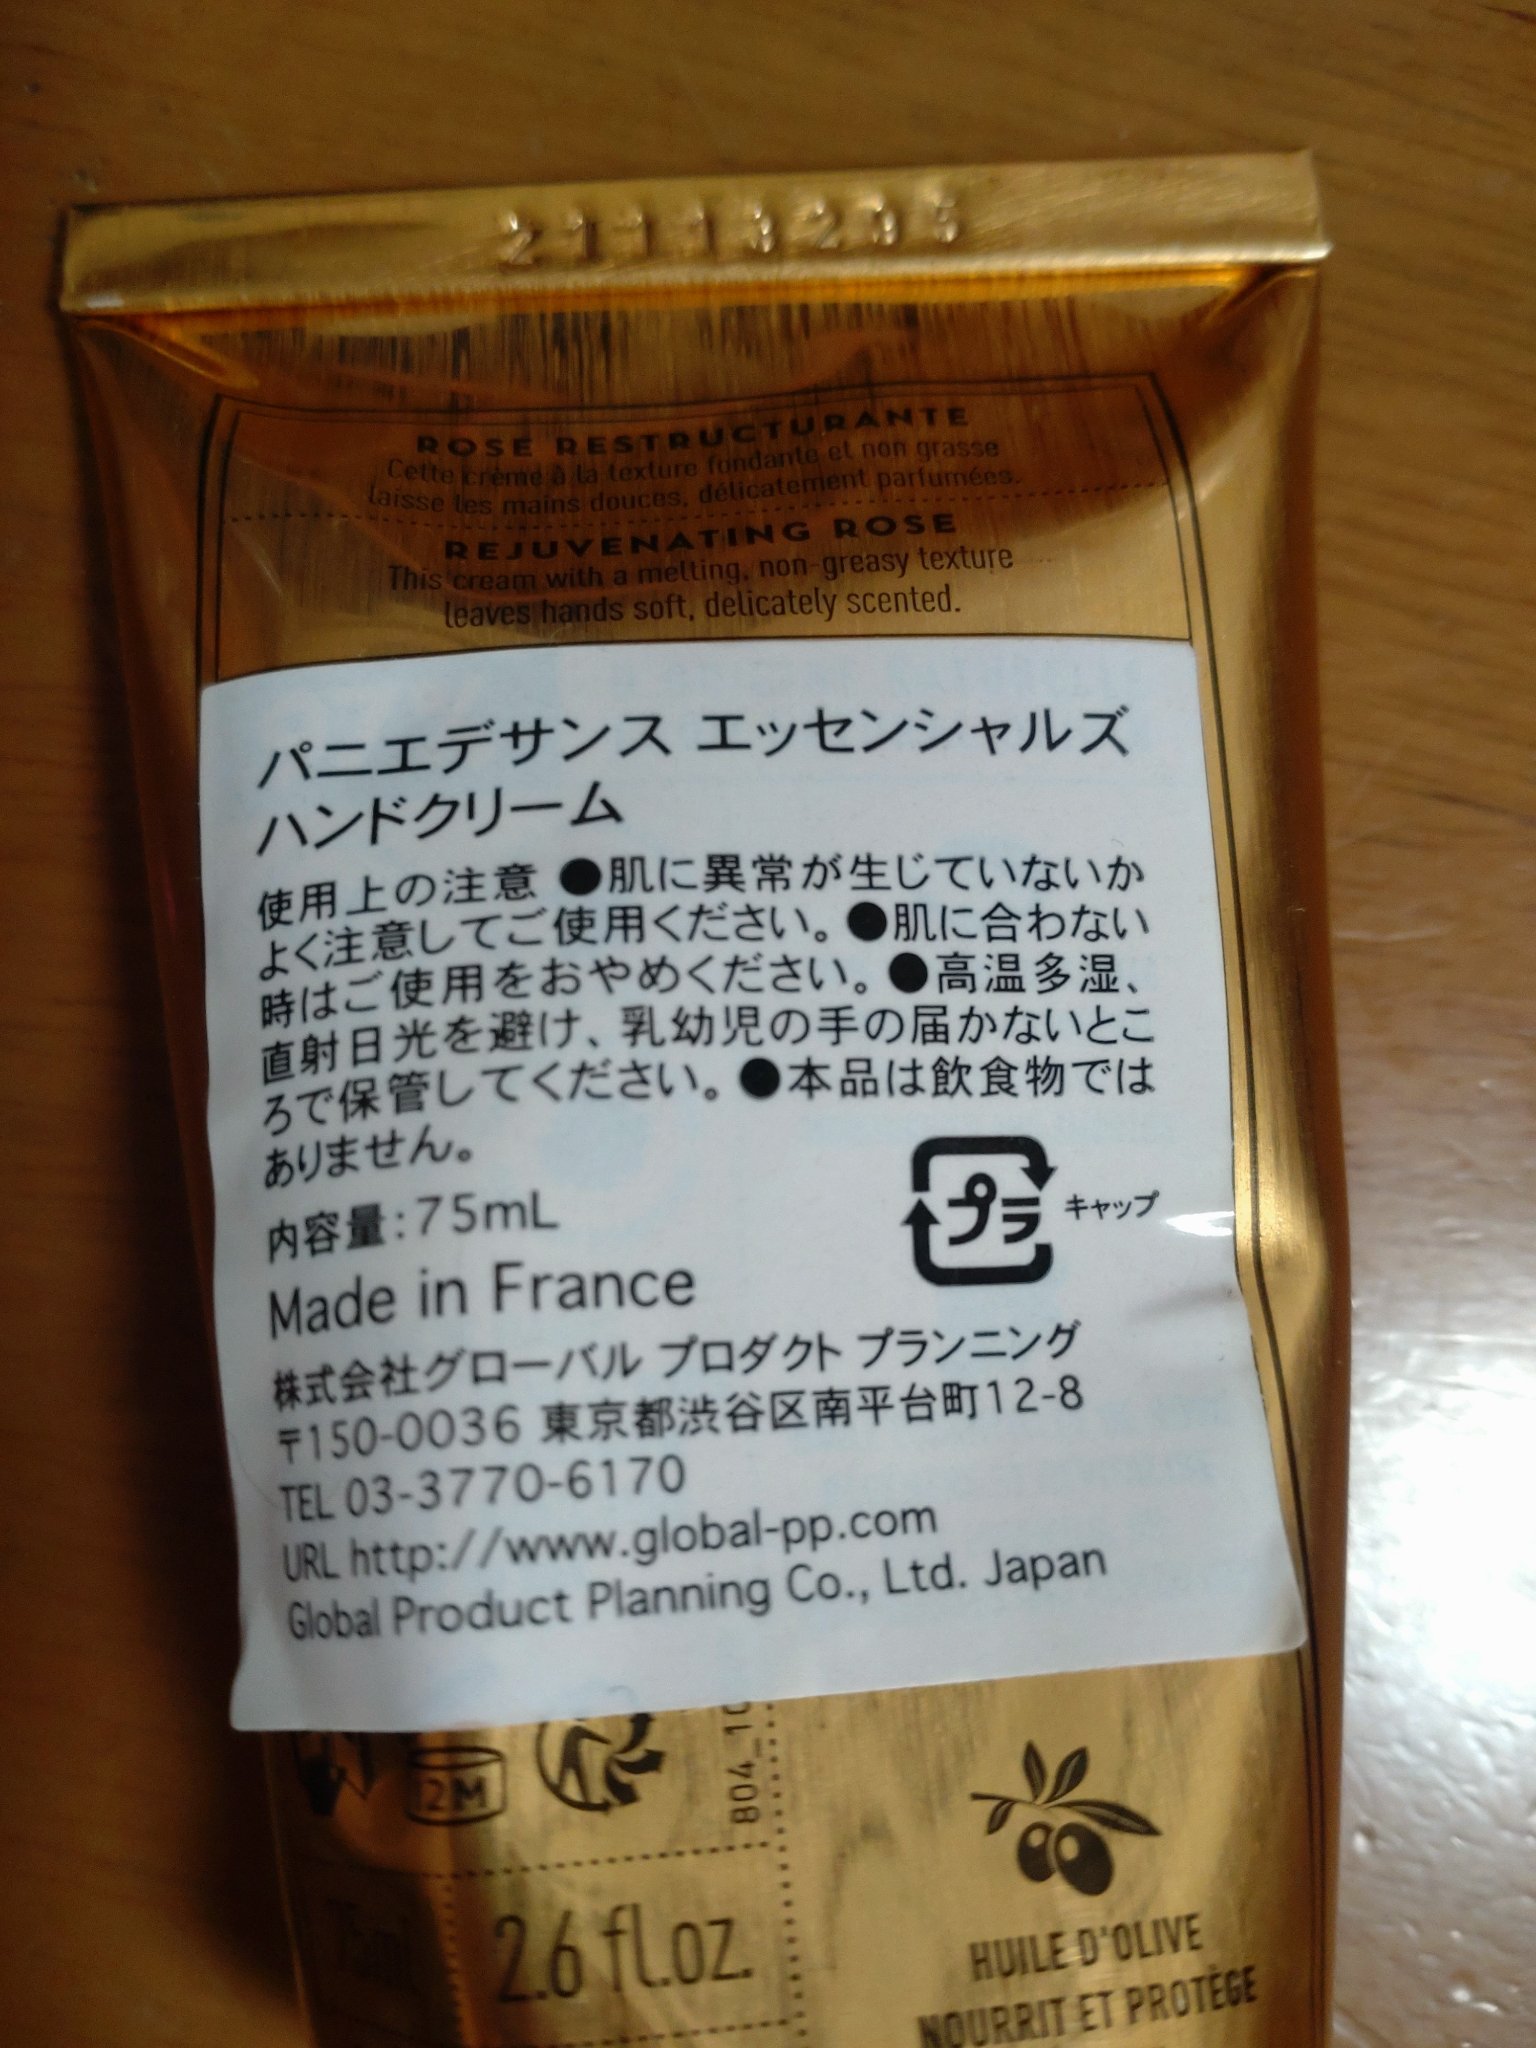 21113235
ROSE RESTRUCTURANTE
Cette crème à la texture fondante et non grasse
laisse les mains douces, délicatement parfumées.
REJUVENATING ROSE
This cream with a melting, non-greasy texture
leaves hands soft, delicately scented.
パニエデサンス エッセンシャルズ
ハンドクリーム
使用上の注意 ●肌に異常が生じていないか
よく注意してご使用ください。●肌に合わない
時はご使用をおやめください。●高温多湿、
直射日光を避け、乳幼児の手の届かないとこ
ろで保管してください。●本品は飲食物では
ありません。
プラ キャップ
内容量:75mL
Made in France
株式会社グローバル プロダクト プランニング
〒150-0036 東京都渋谷区南平台町12-8
TEL 03-3770-6170
URL http://www.global-pp.com
Global Product Planning Co., Ltd. Japan
2M
804_10
2.6 fl.oz.
HUILE D'OLIVE
NOURRIT ET PROTÈGE